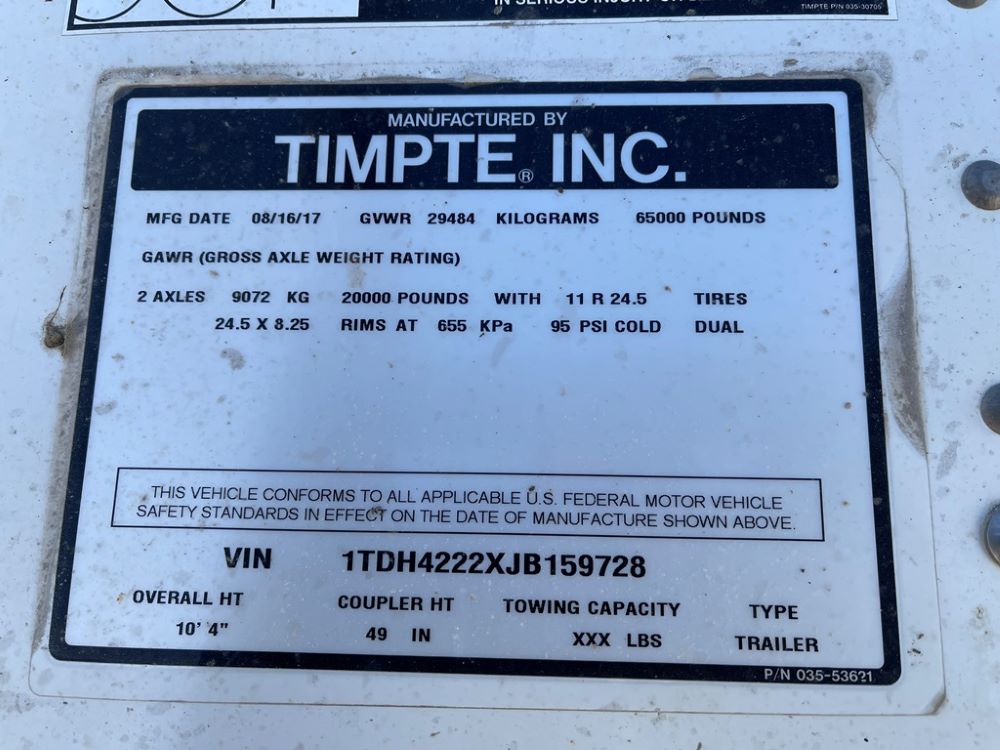 IN SERIOUS INJURY OR
TIMPTE P/N 035-30705
MANUFACTURED BY
TIMPTE® INC.
MFG DATE 08/16/17 GVWR 29484 KILOGRAMS 65000 POUNDS
GAWR (GROSS AXLE WEIGHT RATING)
2 AXLES 9072 KG 20000 POUNDS WITH 11 R 24.5 TIRES
24.5 X 8.25 RIMS AT 655 KPa 95 PSI COLD DUAL
THIS VEHICLE CONFORMS TO ALL APPLICABLE U.S. FEDERAL MOTOR VEHICLE
SAFETY STANDARDS IN EFFECT ON THE DATE OF MANUFACTURE SHOWN ABOVE.
VIN 1TDH4222XJB159728
OVERALL HT COUPLER HT TOWING CAPACITY TYPE
10' 4" 49 IN XXX LBS TRAILER
P/N 035-53621